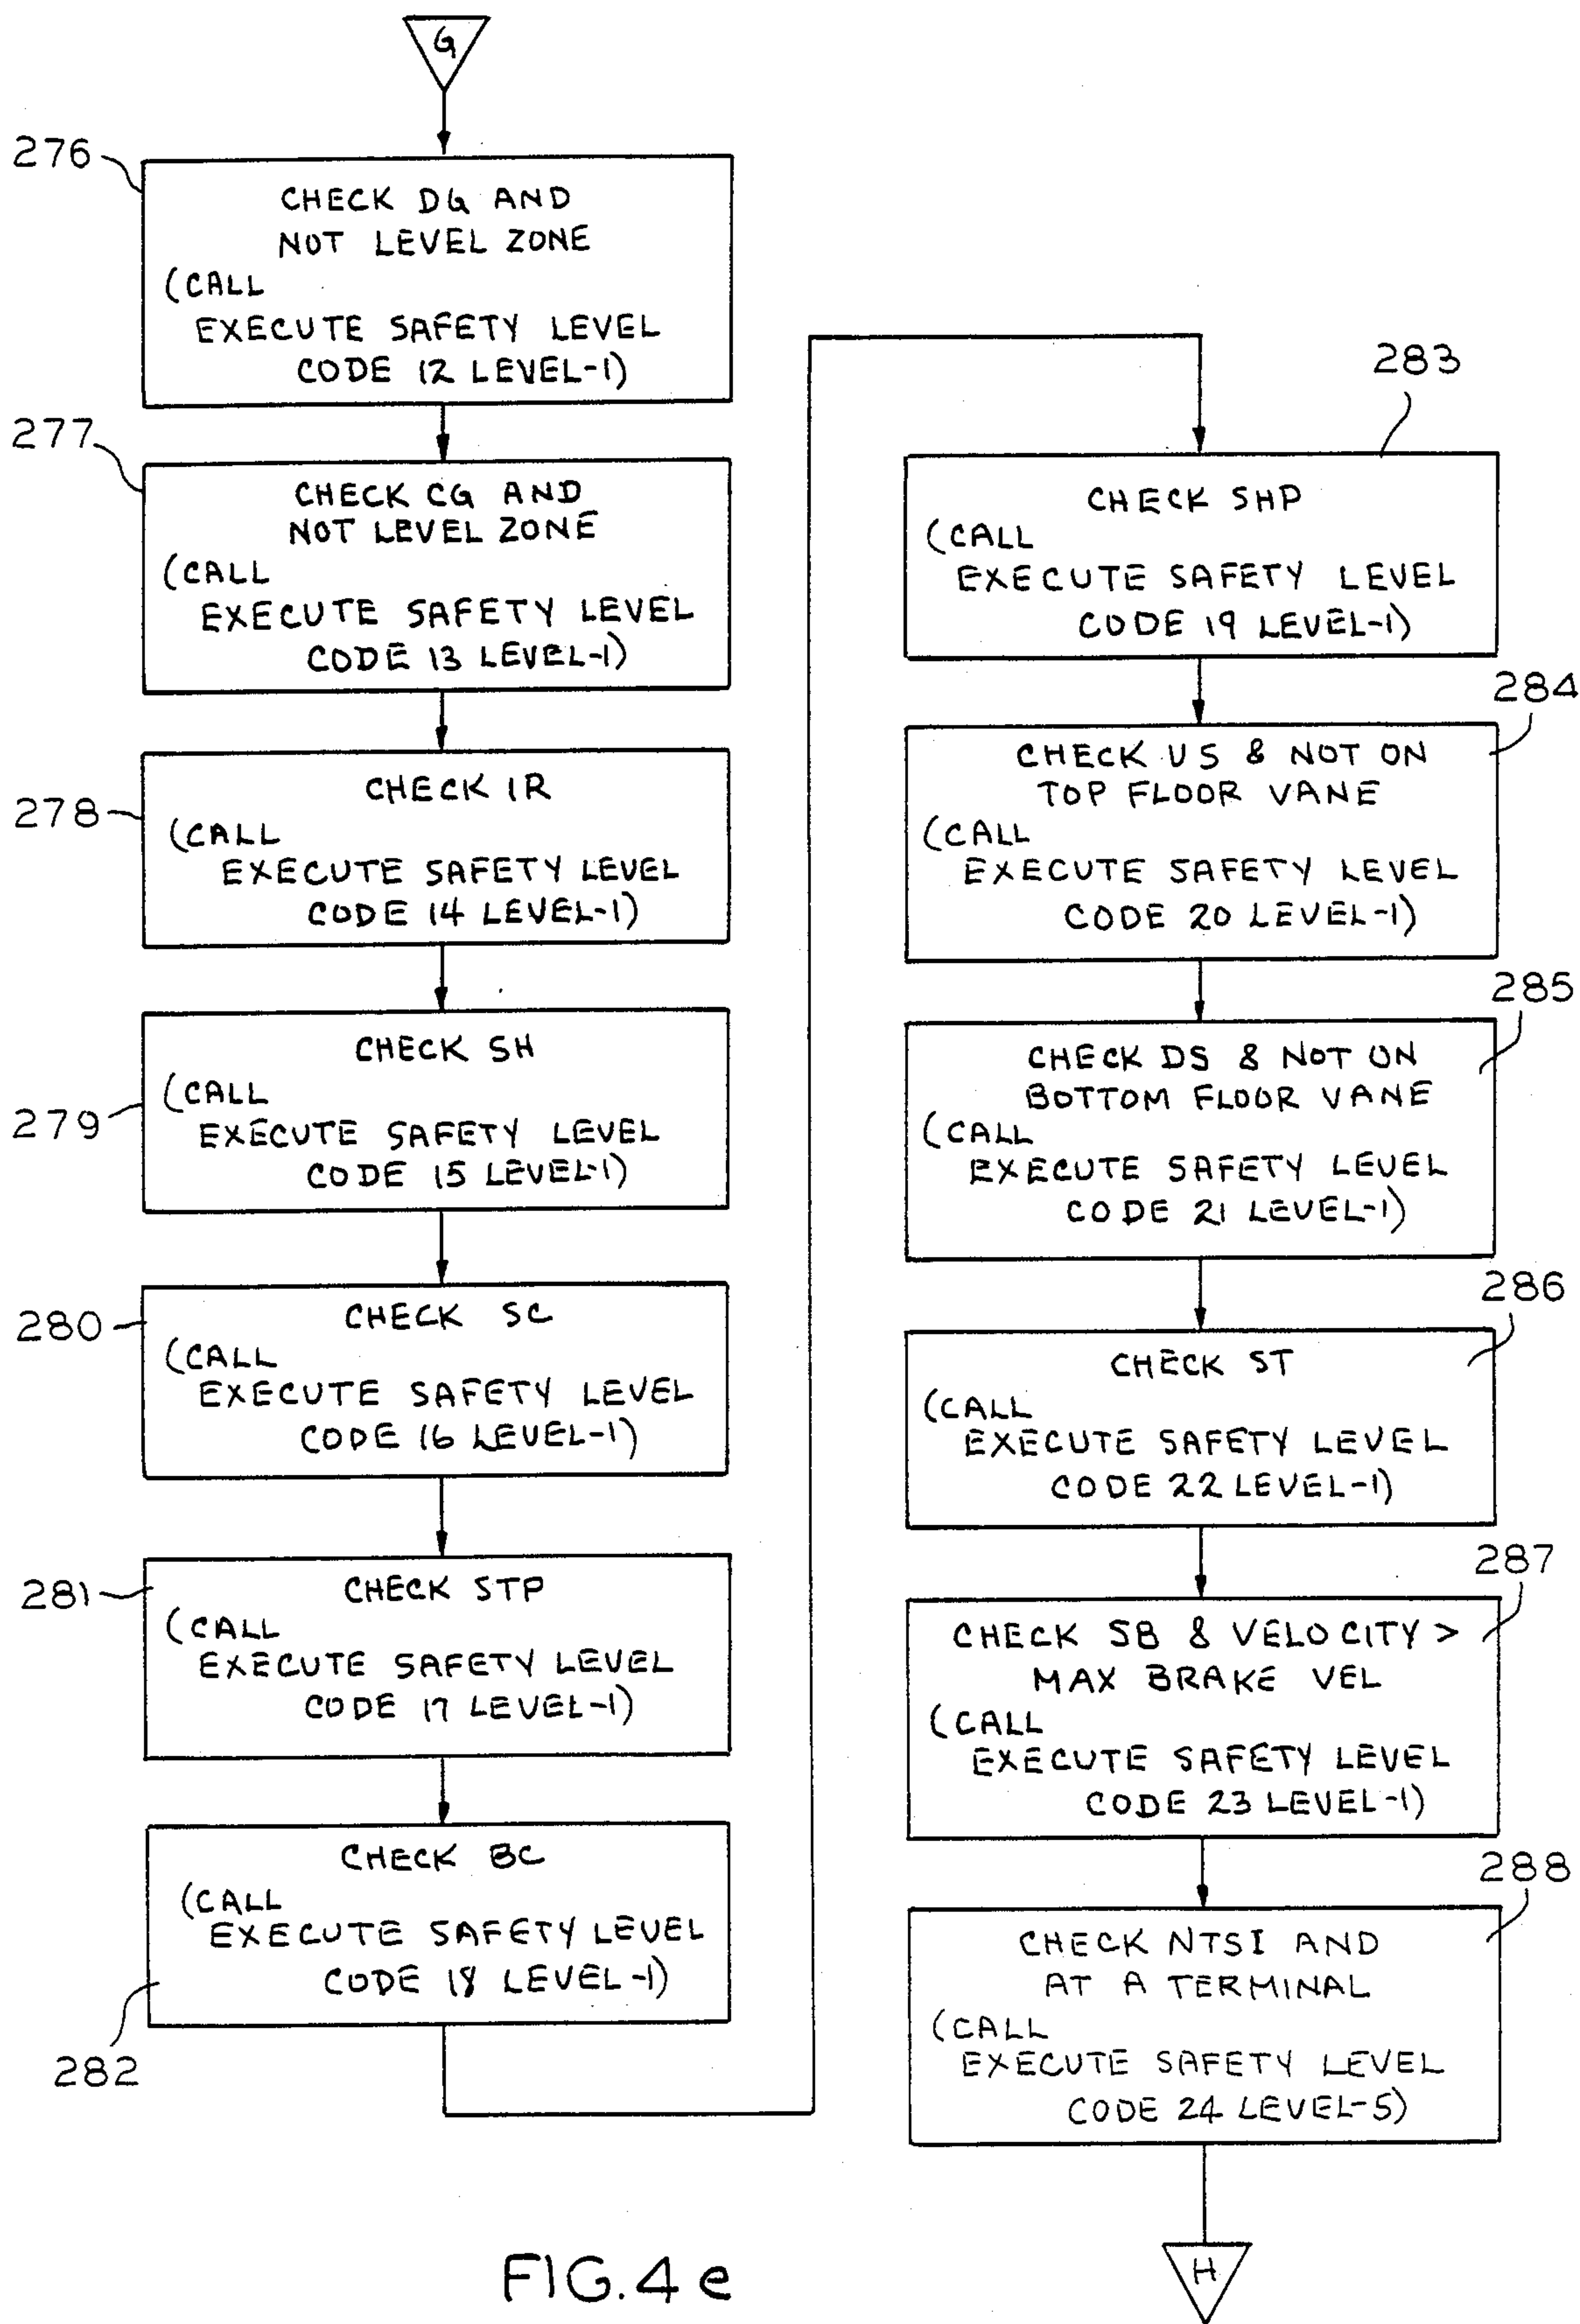 G
276
CHECK DG AND
NOT LEVEL ZONE
(CALL
EXECUTE SAFETY LEVEL
CODE 12 LEVEL-1)
277
CHECK CG AND
NOT LEVEL ZONE
(CALL
EXECUTE SAFETY LEVEL
CODE 13 LEVEL-1)
278
CHECK IR
(CALL
EXECUTE SAFETY LEVEL
CODE 14 LEVEL-1)
279
CHECK SH
(CALL
EXECUTE SAFETY LEVEL
CODE 15 LEVEL-1)
280
CHECK SC
(CALL
EXECUTE SAFETY LEVEL
CODE 16 LEVEL-1)
281
CHECK STP
(CALL
EXECUTE SAFETY LEVEL
CODE 17 LEVEL-1)
282
CHECK BC
(CALL
EXECUTE SAFETY LEVEL
CODE 18 LEVEL-1)
283
CHECK SHP
(CALL
EXECUTE SAFETY LEVEL
CODE 19 LEVEL-1)
284
CHECK US & NOT ON
TOP FLOOR VANE
(CALL
EXECUTE SAFETY LEVEL
CODE 20 LEVEL-1)
285
CHECK DS & NOT ON
BOTTOM FLOOR VANE
(CALL
EXECUTE SAFETY LEVEL
CODE 21 LEVEL-1)
286
CHECK ST
(CALL
EXECUTE SAFETY LEVEL
CODE 22 LEVEL-1)
287
CHECK SB & VELOCITY >
MAX BRAKE VEL
(CALL
EXECUTE SAFETY LEVEL
CODE 23 LEVEL-1)
288
CHECK NTSI AND
AT A TERMINAL
(CALL
EXECUTE SAFETY LEVEL
CODE 24 LEVEL-5)
H
FIG. 4e